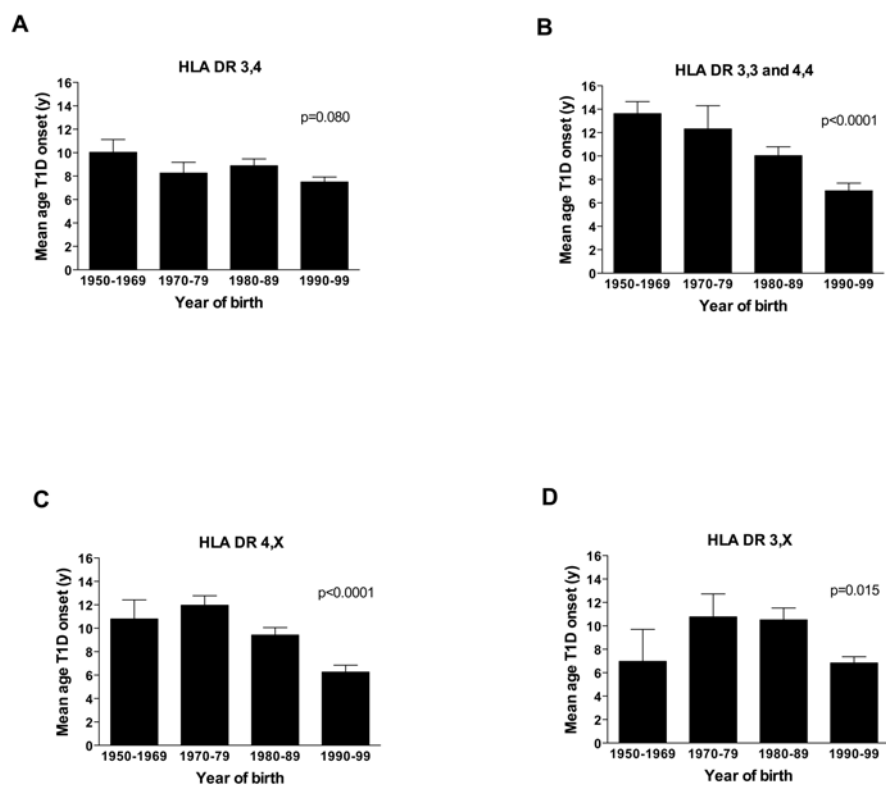 A
HLA DR 3,4
16
14
12
10
8
6
4
2
0
Mean age T1D onset (y)
p=0.080
1950-1969 1970-79 1980-89 1990-99
Year of birth
B
HLA DR 3,3 and 4,4
16
14
12
10
8
6
4
2
0
Mean age T1D onset (y)
p<0.0001
1950-1969 1970-79 1980-89 1990-99
Year of birth
C
HLA DR 4,X
16
14
12
10
8
6
4
2
0
Mean age T1D onset (y)
p<0.0001
1950-1969 1970-79 1980-89 1990-99
Year of birth
D
HLA DR 3,X
16
14
12
10
8
6
4
2
0
Mean age T1D onset (y)
p=0.015
1950-1969 1970-79 1980-89 1990-99
Year of birth